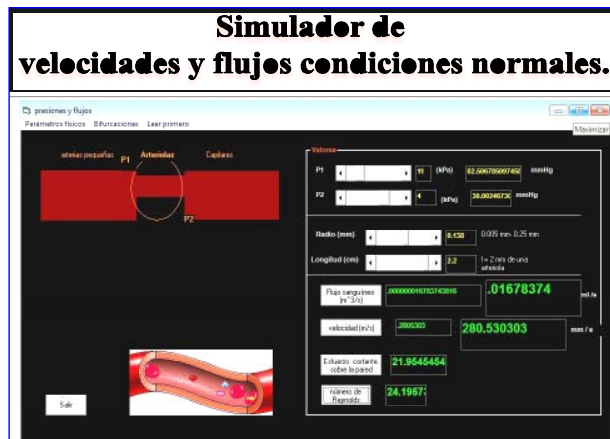 Simulador de
velocidades y flujos condiciones normales.
presiones y flujos
Parametros físicos Bifurcaciones Leer primero
Maximizar
arterias pequeñas Arteriolas Capilares
P1
P2
Valores
P1 11 (kPa) 82.506785097458 mmHg
P2 4 (kPa) 30.00246730 mmHg
Radio (mm) 0.138 0.005 mm- 0.25 mm
Longitud (cm) 2.2 l = 2 mm de una
arteriola
Flujo sanguineo
(m^3/s) .000000016783743816 .01678374 ml /s
velocidad (m/s) .2805303 280.530303 mm / s
Esfuerzo cortante
sobre la pared 21.9545454
número de
Reynolds 24.1957
Salir